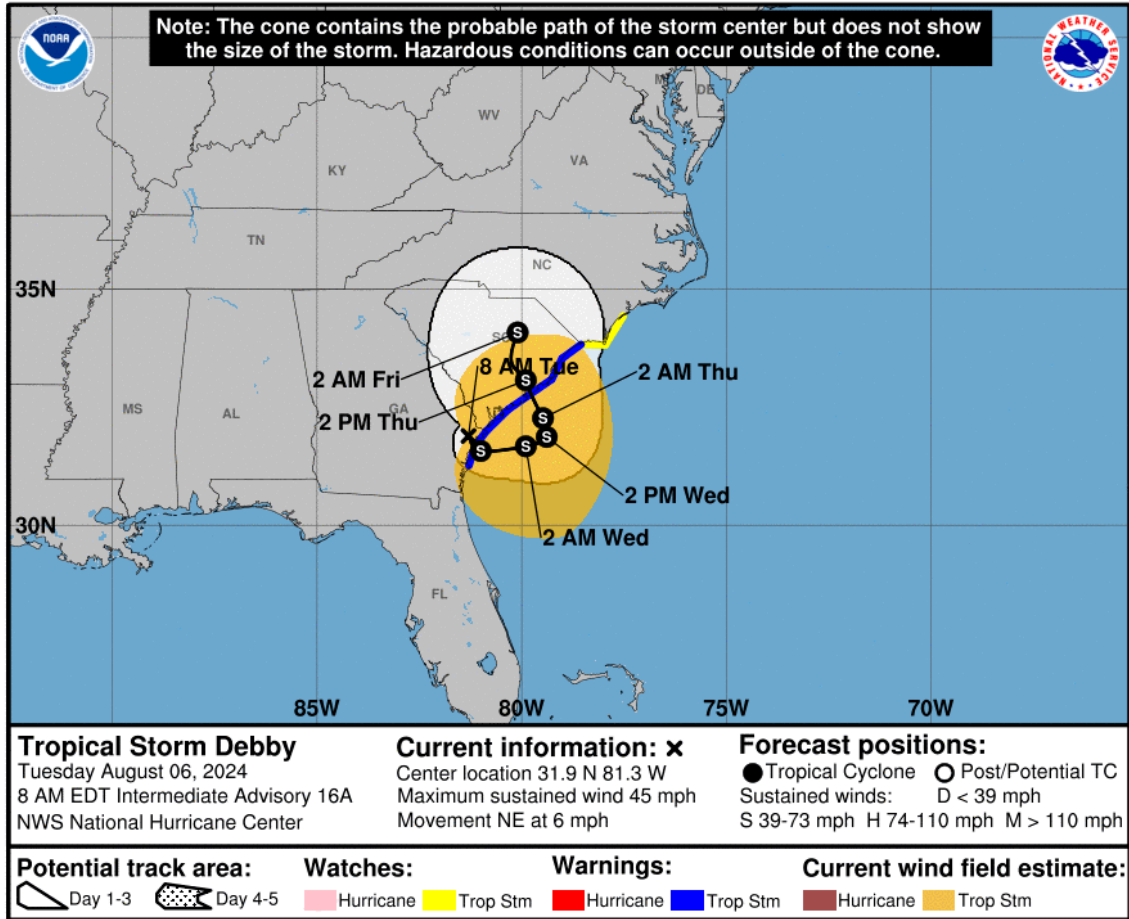 Note: The cone contains the probable path of the storm center but does not show
the size of the storm. Hazardous conditions can occur outside of the cone.
NOAA
NATIONAL WEATHER SERVICE
DE
WV
VA
KY
TN
NC
35N
SC
8 AM Tue
2 AM Fri
2 AM Thu
MS
AL
GA
2 PM Thu
S
S
S
S
S
S
2 PM Wed
30N
2 AM Wed
FL
85W
80W
75W
70W
Tropical Storm Debby
Tuesday August 06, 2024
8 AM EDT Intermediate Advisory 16A
NWS National Hurricane Center
Current information: x
Center location 31.9 N 81.3 W
Maximum sustained wind 45 mph
Movement NE at 6 mph
Forecast positions:
Tropical Cyclone Post/Potential TC
Sustained winds: D < 39 mph
S 39-73 mph H 74-110 mph M > 110 mph
Potential track area:
Day 1-3 Day 4-5
Watches:
Hurricane Trop Stm
Warnings:
Hurricane Trop Stm
Current wind field estimate:
Hurricane Trop Stm